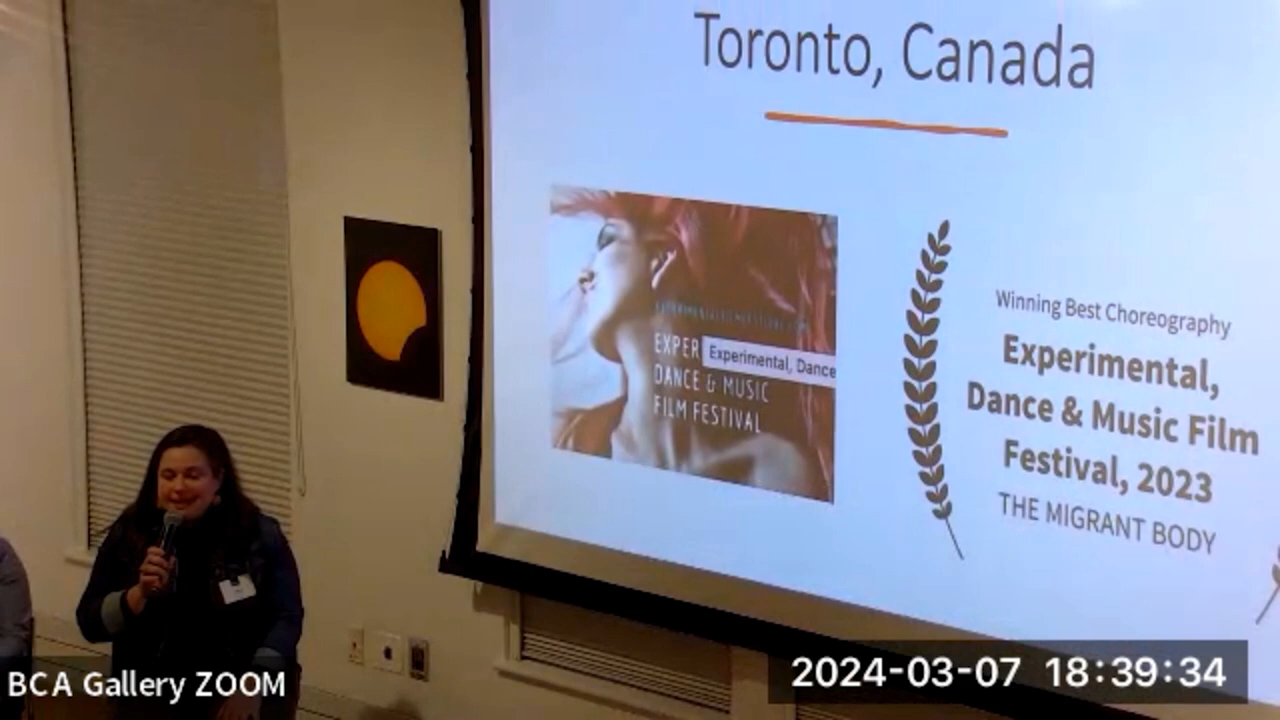 Toronto, Canada
EXPER
Experimental, Dance
DANCE & MUSIC
FILM FESTIVAL
Winning Best Choreography
Experimental,
Dance & Music Film
Festival, 2023
THE MIGRANT BODY
BCA Gallery ZOOM
2024-03-07 18:39:34